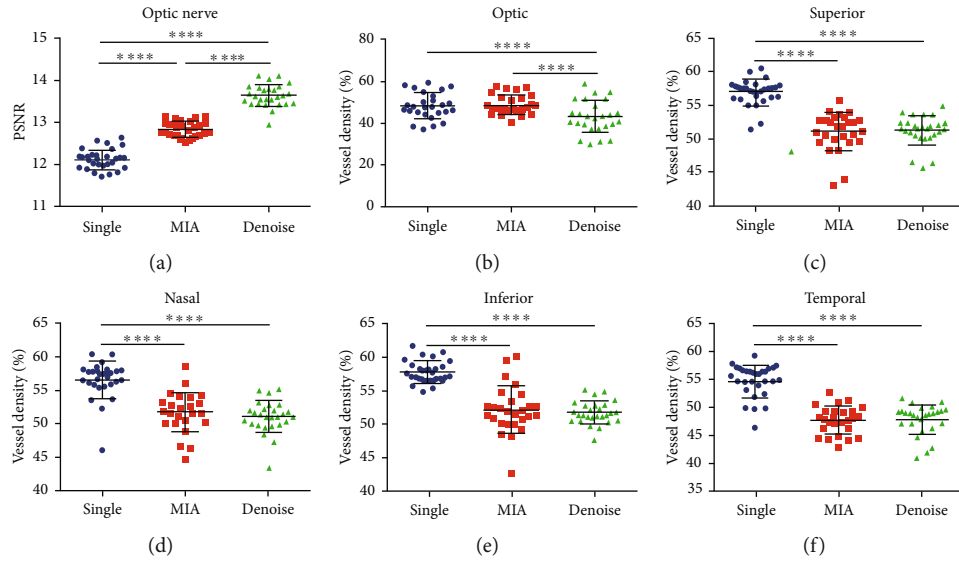 Optic nerve
15
14
13
12
11
PSNR
****
****
****
Single
MIA
Denoise
(a)
Optic
80
60
40
20
0
Vessel density (%)
****
****
Single
MIA
Denoise
(b)
Superior
65
60
55
50
45
40
Vessel density (%)
****
****
Single
MIA
Denoise
(c)
Nasal
65
60
55
50
45
40
Vessel density (%)
****
****
Single
MIA
Denoise
(d)
Inferior
65
60
55
50
45
40
Vessel density (%)
****
****
Single
MIA
Denoise
(e)
Temporal
65
60
55
50
45
40
35
Vessel density (%)
****
****
Single
MIA
Denoise
(f)